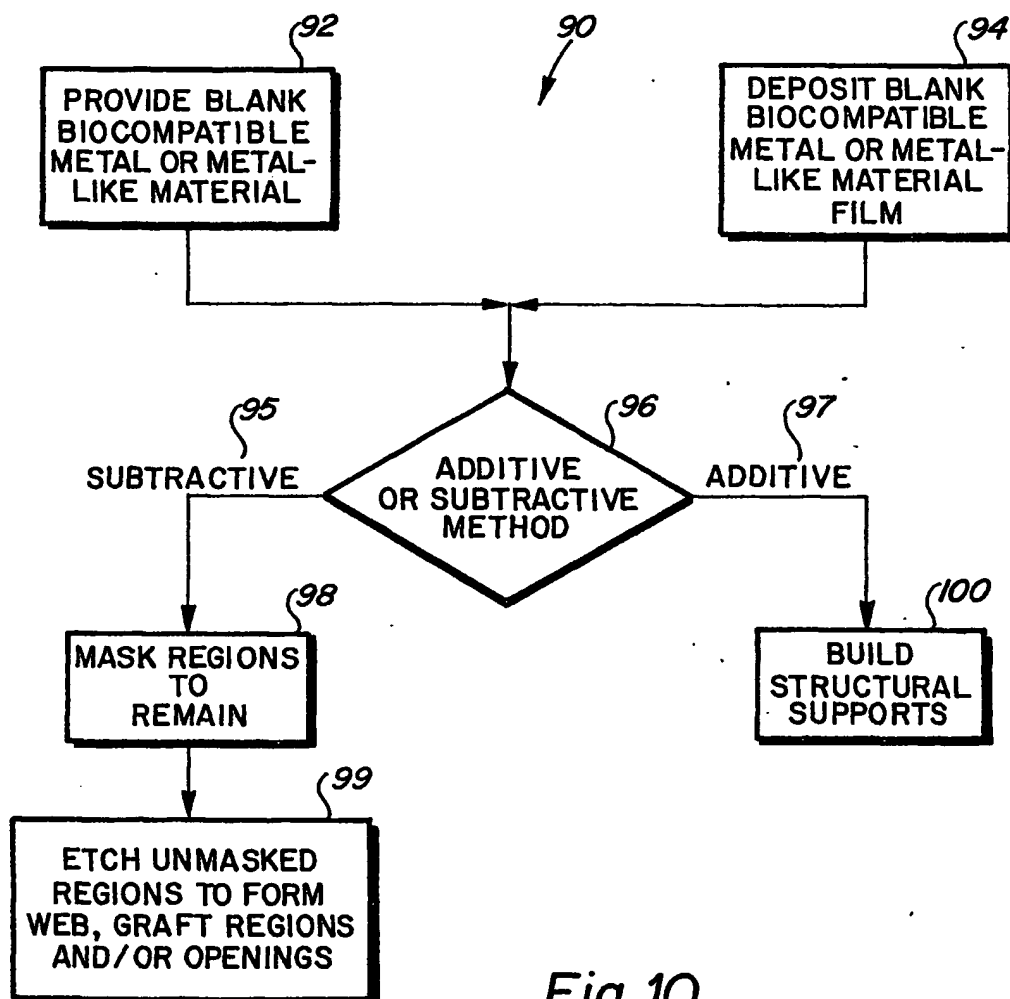 92
90
94
PROVIDE BLANK
BIOCOMPATIBLE
METAL OR METAL-
LIKE MATERIAL
DEPOSIT BLANK
BIOCOMPATIBLE
METAL OR METAL-
LIKE MATERIAL
FILM
95
SUBTRACTIVE
96
ADDITIVE
OR SUBTRACTIVE
METHOD
97
ADDITIVE
98
MASK REGIONS
TO
REMAIN
100
BUILD
STRUCTURAL
SUPPORTS
99
ETCH UNMASKED
REGIONS TO FORM
WEB, GRAFT REGIONS
AND/OR OPENINGS
Fig. 10